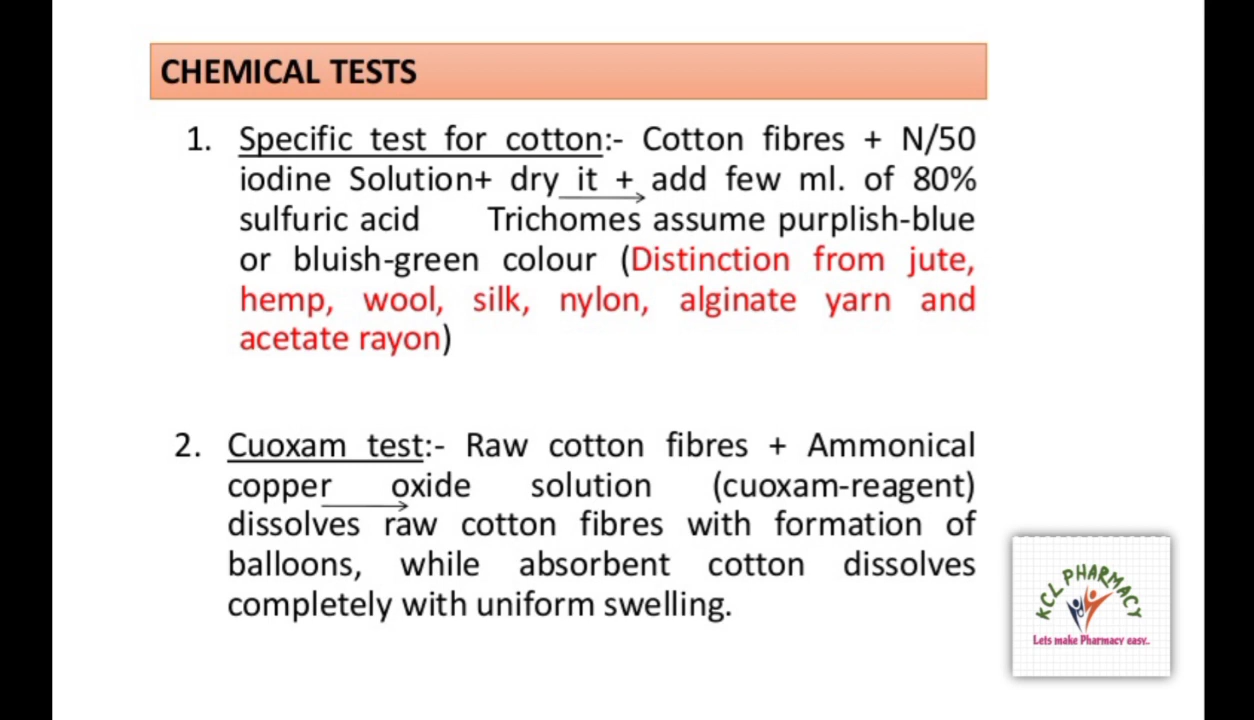 CHEMICAL TESTS
1. Specific test for cotton:- Cotton fibres + N/50
iodine Solution+ dry it + add few ml. of 80%
sulfuric acid Trichomes assume purplish-blue
or bluish-green colour (Distinction from jute,
hemp, wool, silk, nylon, alginate yarn and
acetate rayon)
2. Cuoxam test:- Raw cotton fibres + Ammonical
copper oxide solution (cuoxam-reagent)
dissolves raw cotton fibres with formation of
balloons, while absorbent cotton dissolves
completely with uniform swelling.
KCL PHARMACY
Lets make Pharmacy easy..